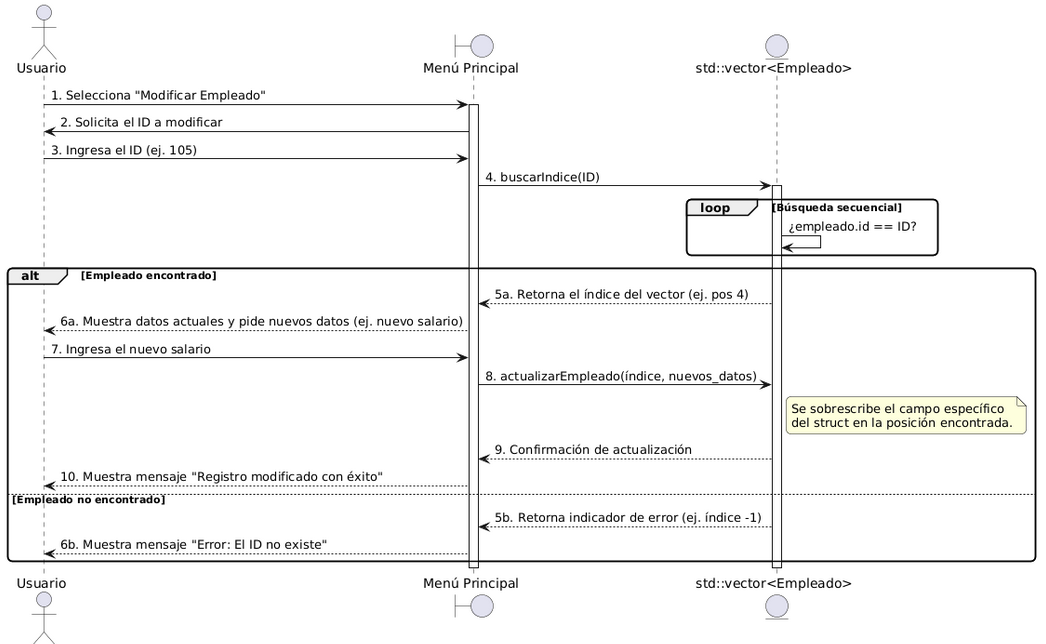 Usuario
Menú Principal
std::vector<Empleado>
1. Selecciona "Modificar Empleado"
2. Solicita el ID a modificar
3. Ingresa el ID (ej. 105)
4. buscarIndice(ID)
loop
[Búsqueda secuencial]
¿empleado.id == ID?
alt
[Empleado encontrado]
5a. Retorna el índice del vector (ej. pos 4)
6a. Muestra datos actuales y pide nuevos datos (ej. nuevo salario)
7. Ingresa el nuevo salario
8. actualizarEmpleado(índice, nuevos_datos)
Se sobrescribe el campo específico
del struct en la posición encontrada.
9. Confirmación de actualización
10. Muestra mensaje "Registro modificado con éxito"
[Empleado no encontrado]
5b. Retorna indicador de error (ej. índice -1)
6b. Muestra mensaje "Error: El ID no existe"
Usuario
Menú Principal
std::vector<Empleado>